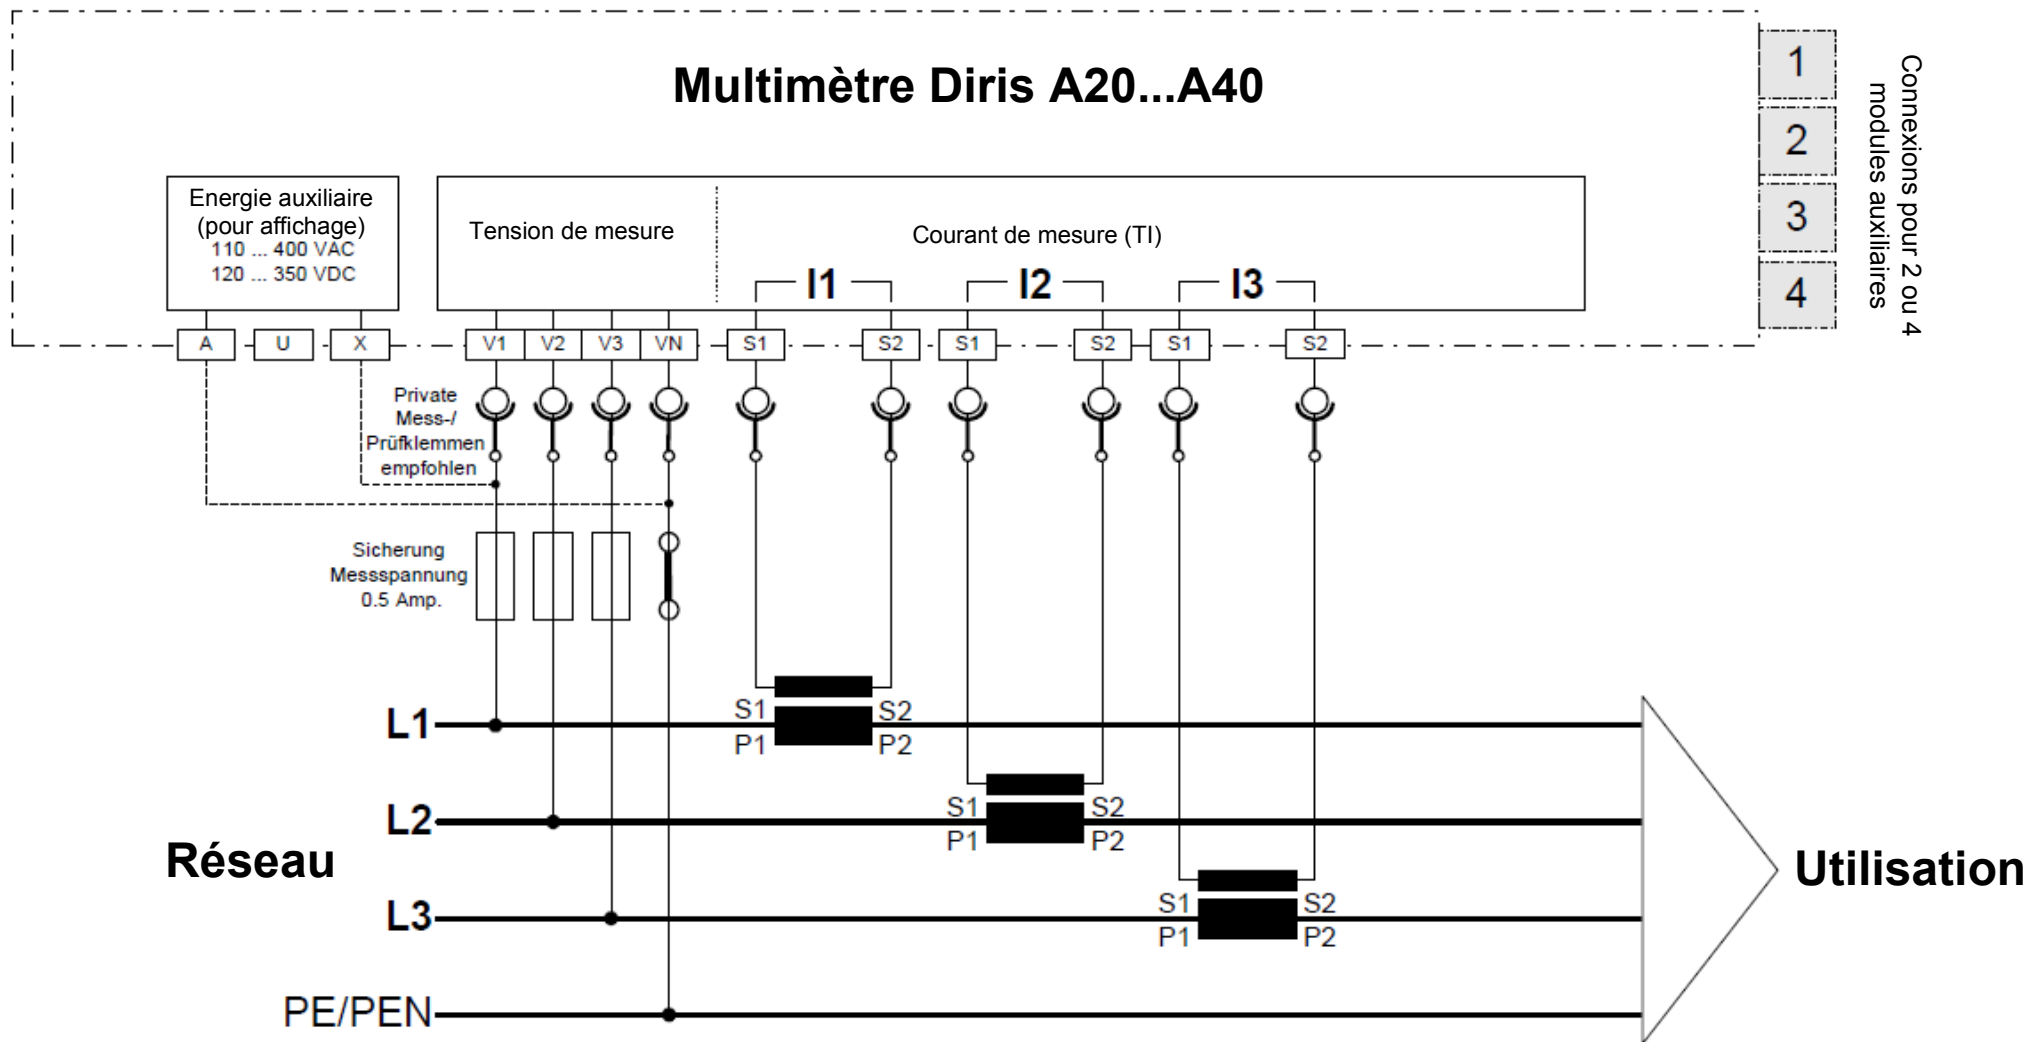 Multimètre Diris A20...A40
1
2
3
4
Connexions pour 2 ou 4
modules auxiliaires
Energie auxiliaire
(pour affichage)
110 ... 400 VAC
120 ... 350 VDC
Tension de mesure
Courant de mesure (TI)
I1
I2
I3
A
U
X
V1
V2
V3
VN
S1
S2
S1
S2
S1
S2
Private
Mess-/
Prüfklemmen
empfohlen
Sicherung
Messspannung
0.5 Amp.
L1
S1
S2
P1
P2
L2
S1
S2
P1
P2
Réseau
Utilisation
L3
S1
S2
P1
P2
PE/PEN